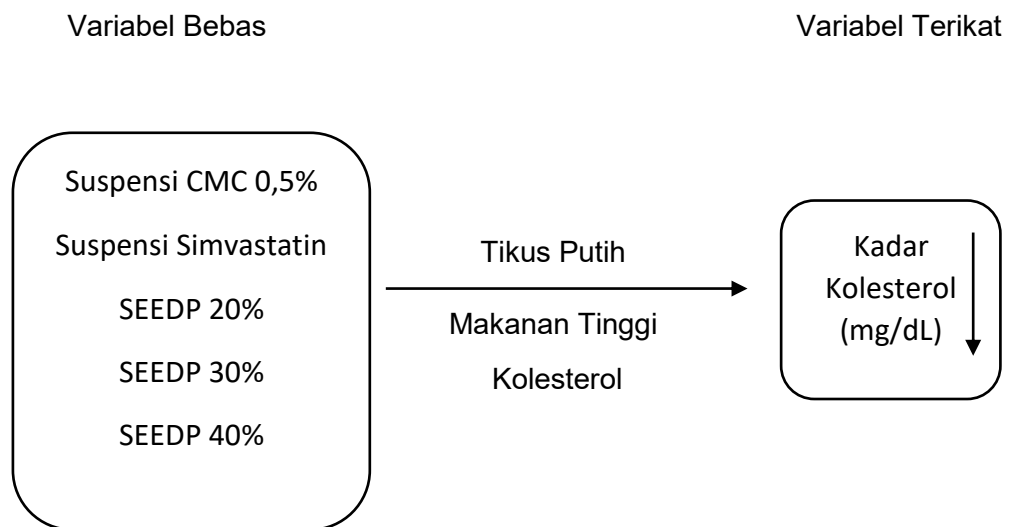 Variabel Bebas
Variabel Terikat
Suspensi CMC 0,5%
Suspensi Simvastatin
SEEDP 20%
SEEDP 30%
SEEDP 40%
Tikus Putih
Makanan Tinggi
Kolesterol
Kadar
Kolesterol
(mg/dL)